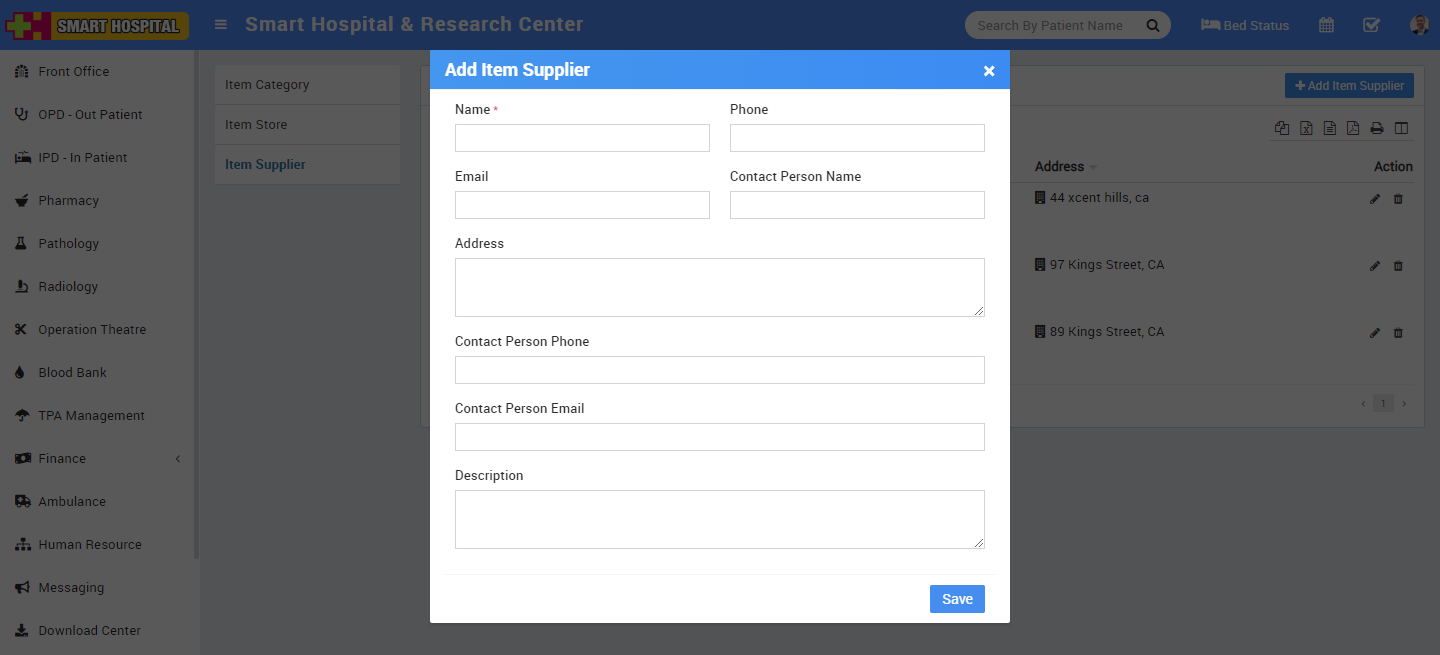 SMART HOSPITAL
Smart Hospital & Research Center
Search By Patient Name
Bed Status
Front Office
OPD - Out Patient
IPD - In Patient
Pharmacy
Pathology
Radiology
Operation Theatre
Blood Bank
TPA Management
Finance
Ambulance
Human Resource
Messaging
Download Center
Item Category
Item Store
Item Supplier
Add Item Supplier
×
Name *
Phone
Email
Contact Person Name
Address
Contact Person Phone
Contact Person Email
Description
Save
+ Add Item Supplier
Address
Action
44 xcent hills, ca
97 Kings Street, CA
89 Kings Street, CA
1